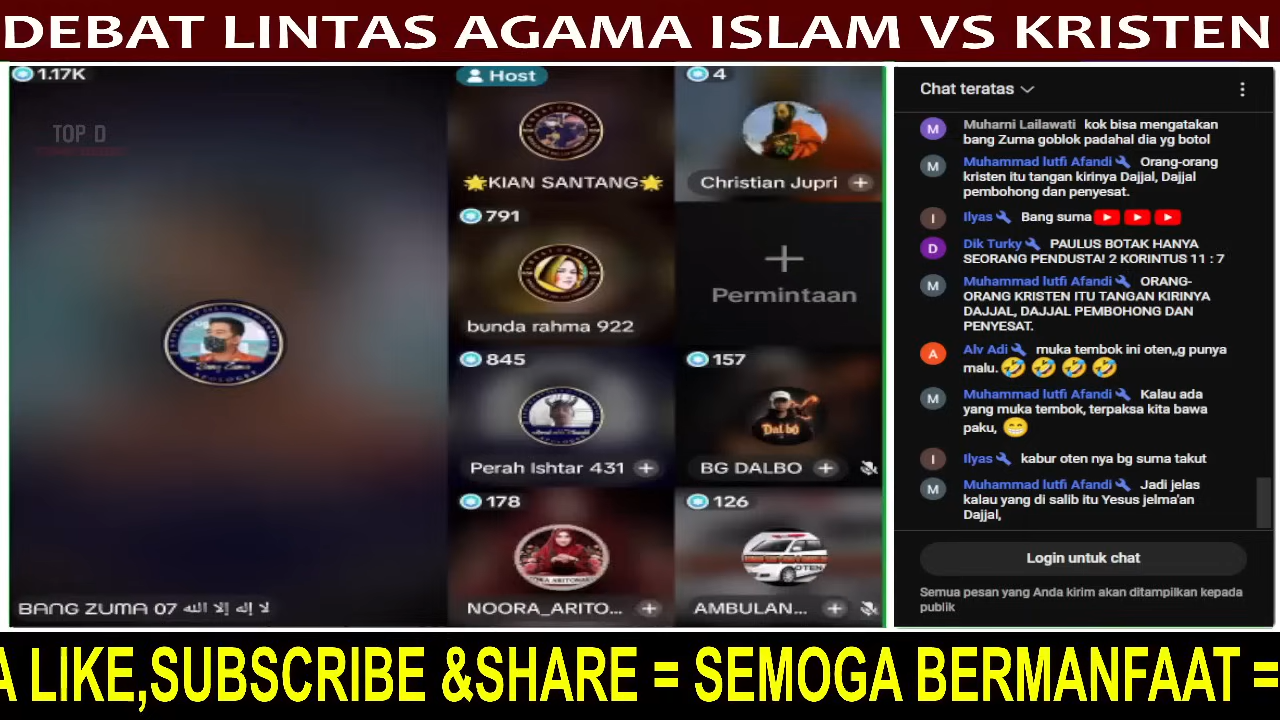 DEBAT LINTAS AGAMA ISLAM VS KRISTEN
1.17K
TOP D
BANG ZUMA 07 لا إله إلا الله
Host
🌟KIAN SANTANG🌟
4
Christian Jupri +
791
bunda rahma 922
+
Permintaan
845
Perah Ishtar 431 +
157
Dal bo
BG DALBO +
178
NOORA_ARITO... +
126
OTEN
AMBULAN... +
Chat teratas
M Muharni Lailawati kok bisa mengatakan
bang Zuma goblok padahal dia yg botol
M Muhammad lutfi Afandi Orang-orang
kristen itu tangan kirinya Dajjal, Dajjal
pembohong dan penyesat.
I Ilyas Bang suma
D Dik Turky PAULUS BOTAK HANYA
SEORANG PENDUSTA! 2 KORINTUS 11 : 7
M Muhammad lutfi Afandi ORANG-
ORANG KRISTEN ITU TANGAN KIRINYA
DAJJAL, DAJJAL PEMBOHONG DAN
PENYESAT.
A Alv Adi muka tembok ini oten,,g punya
malu. 🤣🤣🤣🤣
M Muhammad lutfi Afandi Kalau ada
yang muka tembok, terpaksa kita bawa
paku, 😁
I Ilyas kabur oten nya bg suma takut
M Muhammad lutfi Afandi Jadi jelas
kalau yang di salib itu Yesus jelma'an
Dajjal,
Login untuk chat
Semua pesan yang Anda kirim akan ditampilkan kepada
publik
A LIKE,SUBSCRIBE &SHARE = SEMOGA BERMANFAAT =